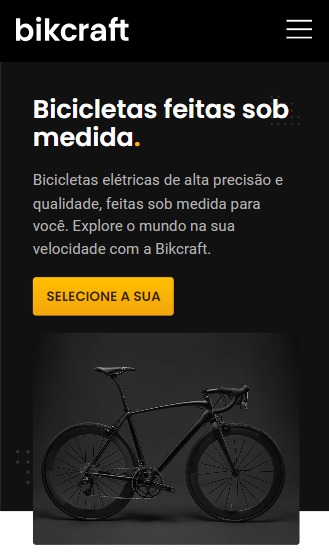 bikcraft
Bicicletas feitas sob
medida.
Bicicletas elétricas de alta precisão e
qualidade, feitas sob medida para
você. Explore o mundo na sua
velocidade com a Bikcraft.
SELECIONE A SUA